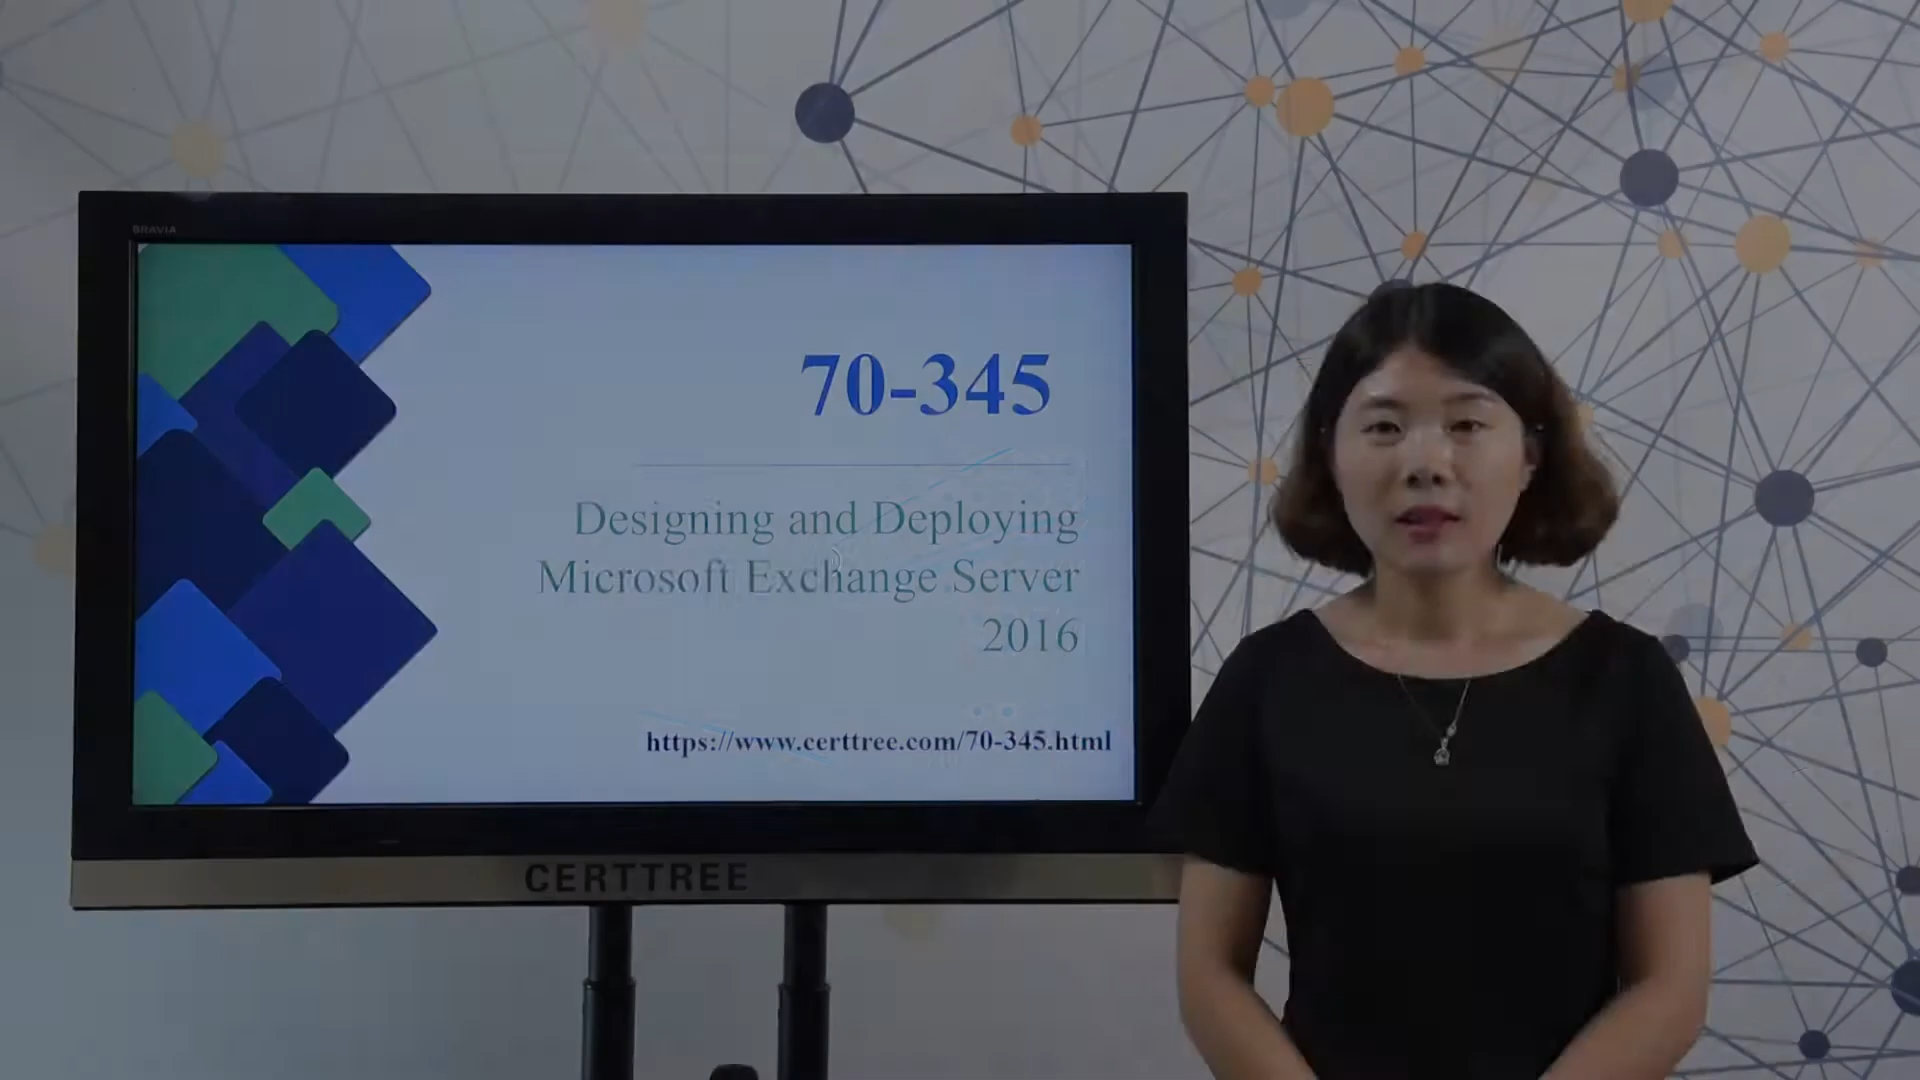 BRAVIA
70-345
Designing and Deploying
Microsoft Exchange Server
2016
https://www.certtree.com/70-345.html
CERTTREE